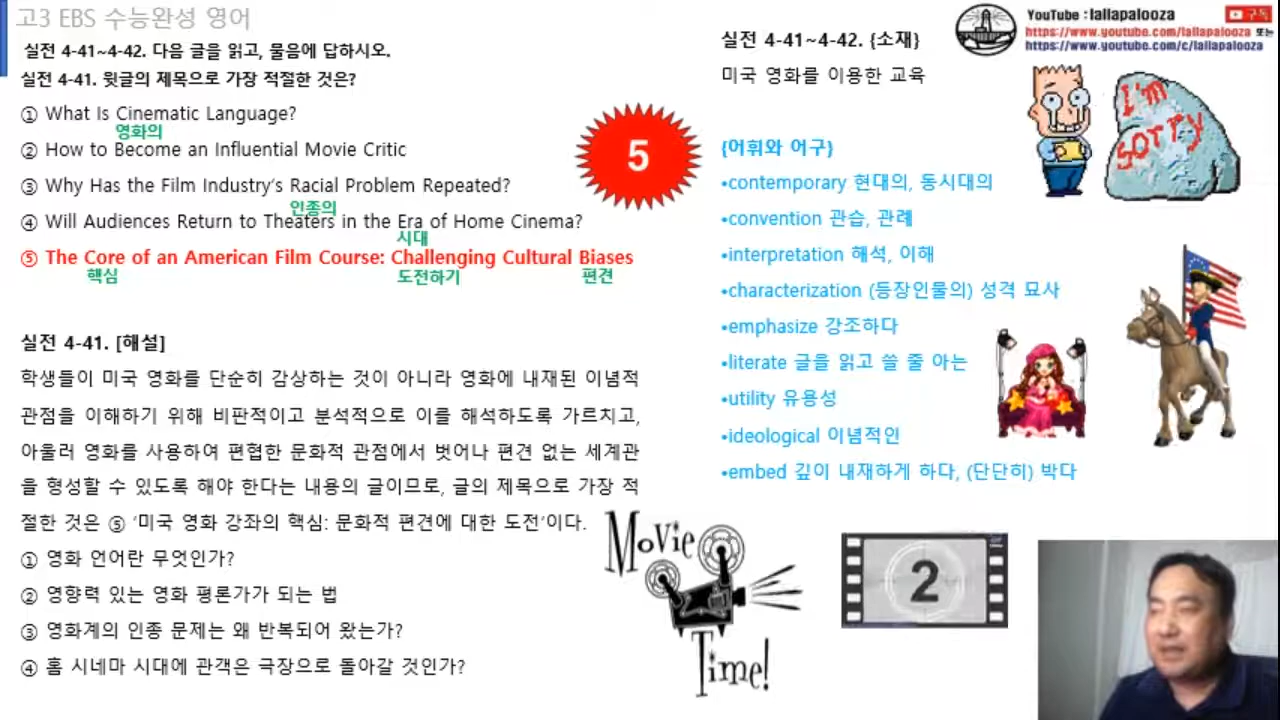 고3 EBS 수능완성 영어
실전 4-41~4-42. 다음 글을 읽고, 물음에 답하시오.
실전 4-41. 윗글의 제목으로 가장 적절한 것은?
① What Is Cinematic Language?
영화의
② How to Become an Influential Movie Critic
③ Why Has the Film Industry's Racial Problem Repeated?
인종의
④ Will Audiences Return to Theaters in the Era of Home Cinema?
시대
⑤ The Core of an American Film Course: Challenging Cultural Biases
핵심 도전하기 편견
5
실전 4-41. [해설]
학생들이 미국 영화를 단순히 감상하는 것이 아니라 영화에 내재된 이념적
관점을 이해하기 위해 비판적이고 분석적으로 이를 해석하도록 가르치고,
아울러 영화를 사용하여 편협한 문화적 관점에서 벗어나 편견 없는 세계관
을 형성할 수 있도록 해야 한다는 내용의 글이므로, 글의 제목으로 가장 적
절한 것은 ⑤ '미국 영화 강좌의 핵심: 문화적 편견에 대한 도전'이다.
① 영화 언어란 무엇인가?
② 영향력 있는 영화 평론가가 되는 법
③ 영화계의 인종 문제는 왜 반복되어 왔는가?
④ 홈 시네마 시대에 관객은 극장으로 돌아갈 것인가?
실전 4-41~4-42. {소재}
미국 영화를 이용한 교육
{어휘와 어구}
•contemporary 현대의, 동시대의
•convention 관습, 관례
•interpretation 해석, 이해
•characterization (등장인물의) 성격 묘사
•emphasize 강조하다
•literate 글을 읽고 쓸 줄 아는
•utility 유용성
•ideological 이념적인
•embed 깊이 내재하게 하다, (단단히) 박다
YouTube : lallapalooza
구독
https://www.youtube.com/lallapalooza 또는
https://www.youtube.com/c/lallapalooza
I'm
sorry
Movie
Time!
2